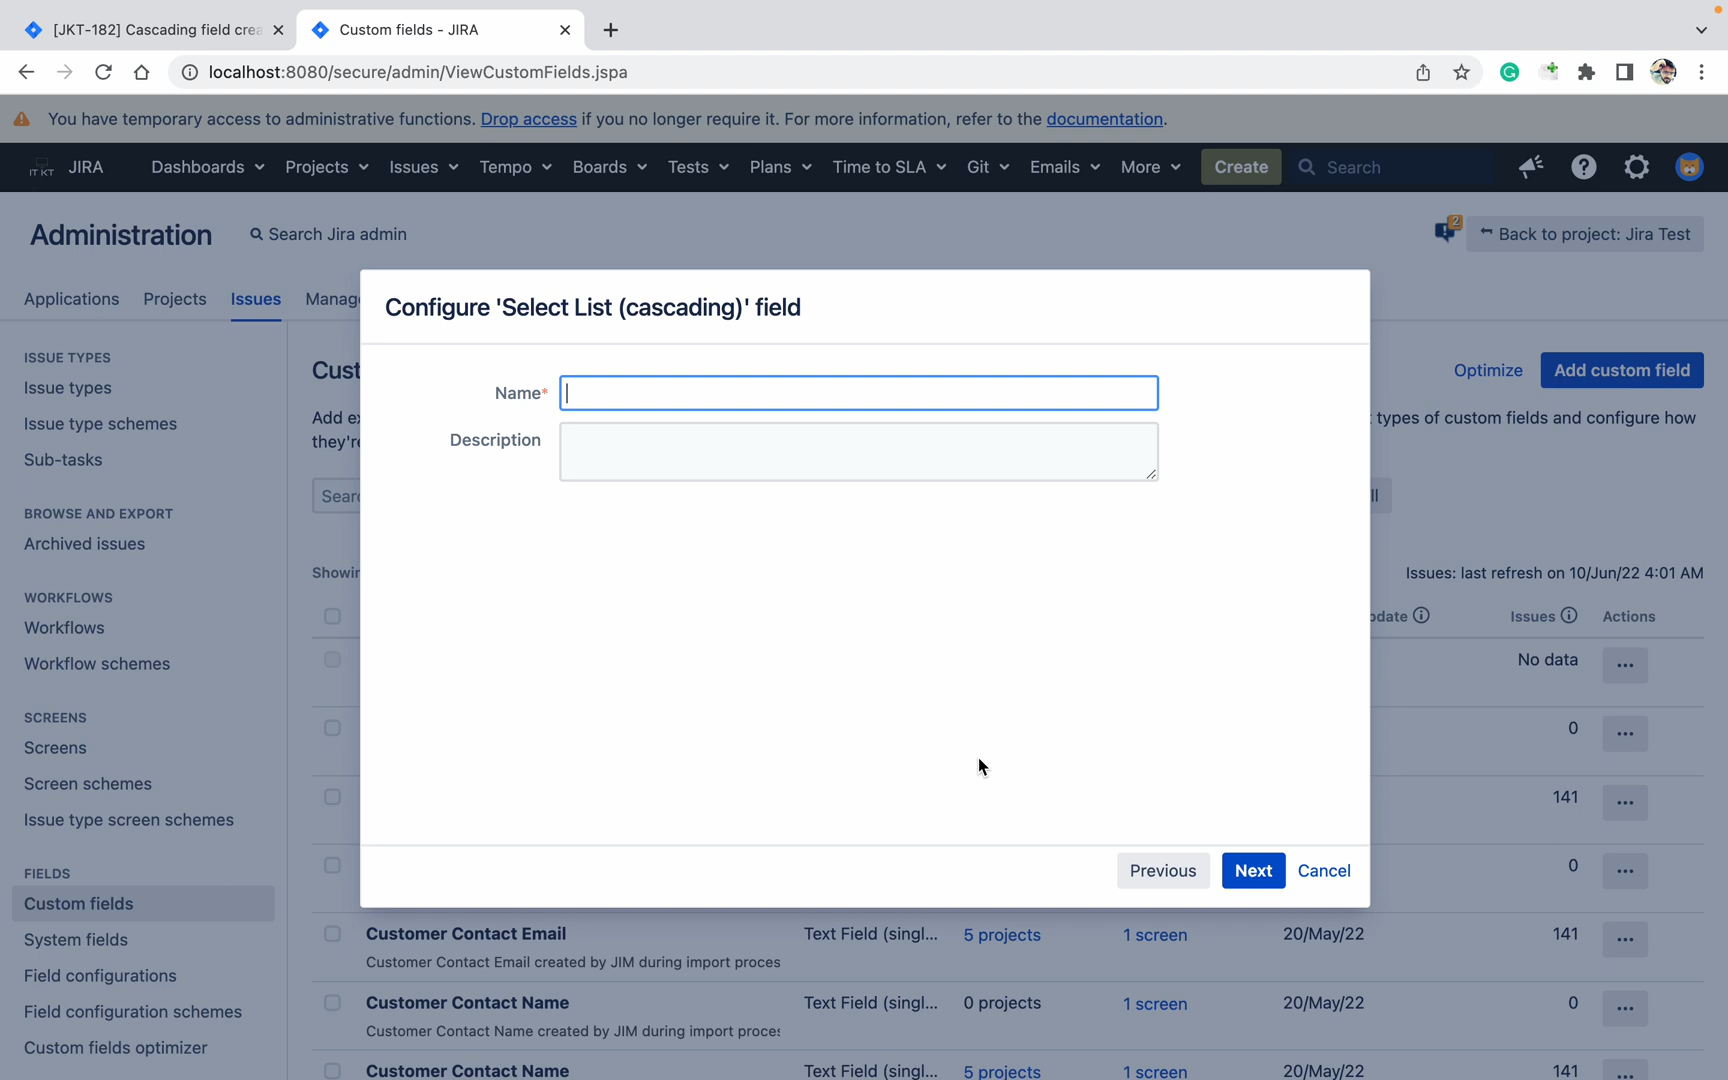 [JKT-182] Cascading field crea
Custom fields - JIRA
localhost:8080/secure/admin/ViewCustomFields.jspa
You have temporary access to administrative functions. Drop access if you no longer require it. For more information, refer to the documentation.
IT KT JIRA Dashboards Projects Issues Tempo Boards Tests Plans Time to SLA Git Emails More Create Search
Administration Search Jira admin 2 Back to project: Jira Test
Applications Projects Issues Manag
Configure 'Select List (cascading)' field
Name*
Description
Previous Next Cancel
ISSUE TYPES
Issue types
Issue type schemes
Sub-tasks
BROWSE AND EXPORT
Archived issues
WORKFLOWS
Workflows
Workflow schemes
SCREENS
Screens
Screen schemes
Issue type screen schemes
FIELDS
Custom fields
System fields
Field configurations
Field configuration schemes
Custom fields optimizer
Cust Optimize Add custom field
Add ex types of custom fields and configure how
they're
Sear ll
Showin Issues: last refresh on 10/Jun/22 4:01 AM
pdate Issues Actions
No data
0
141
0
Customer Contact Email Text Field (singl... 5 projects 1 screen 20/May/22 141
Customer Contact Email created by JIM during import proces
Customer Contact Name Text Field (singl... 0 projects 1 screen 20/May/22 0
Customer Contact Name created by JIM during import proces
Customer Contact Name Text Field (singl... 5 projects 1 screen 20/May/22 141